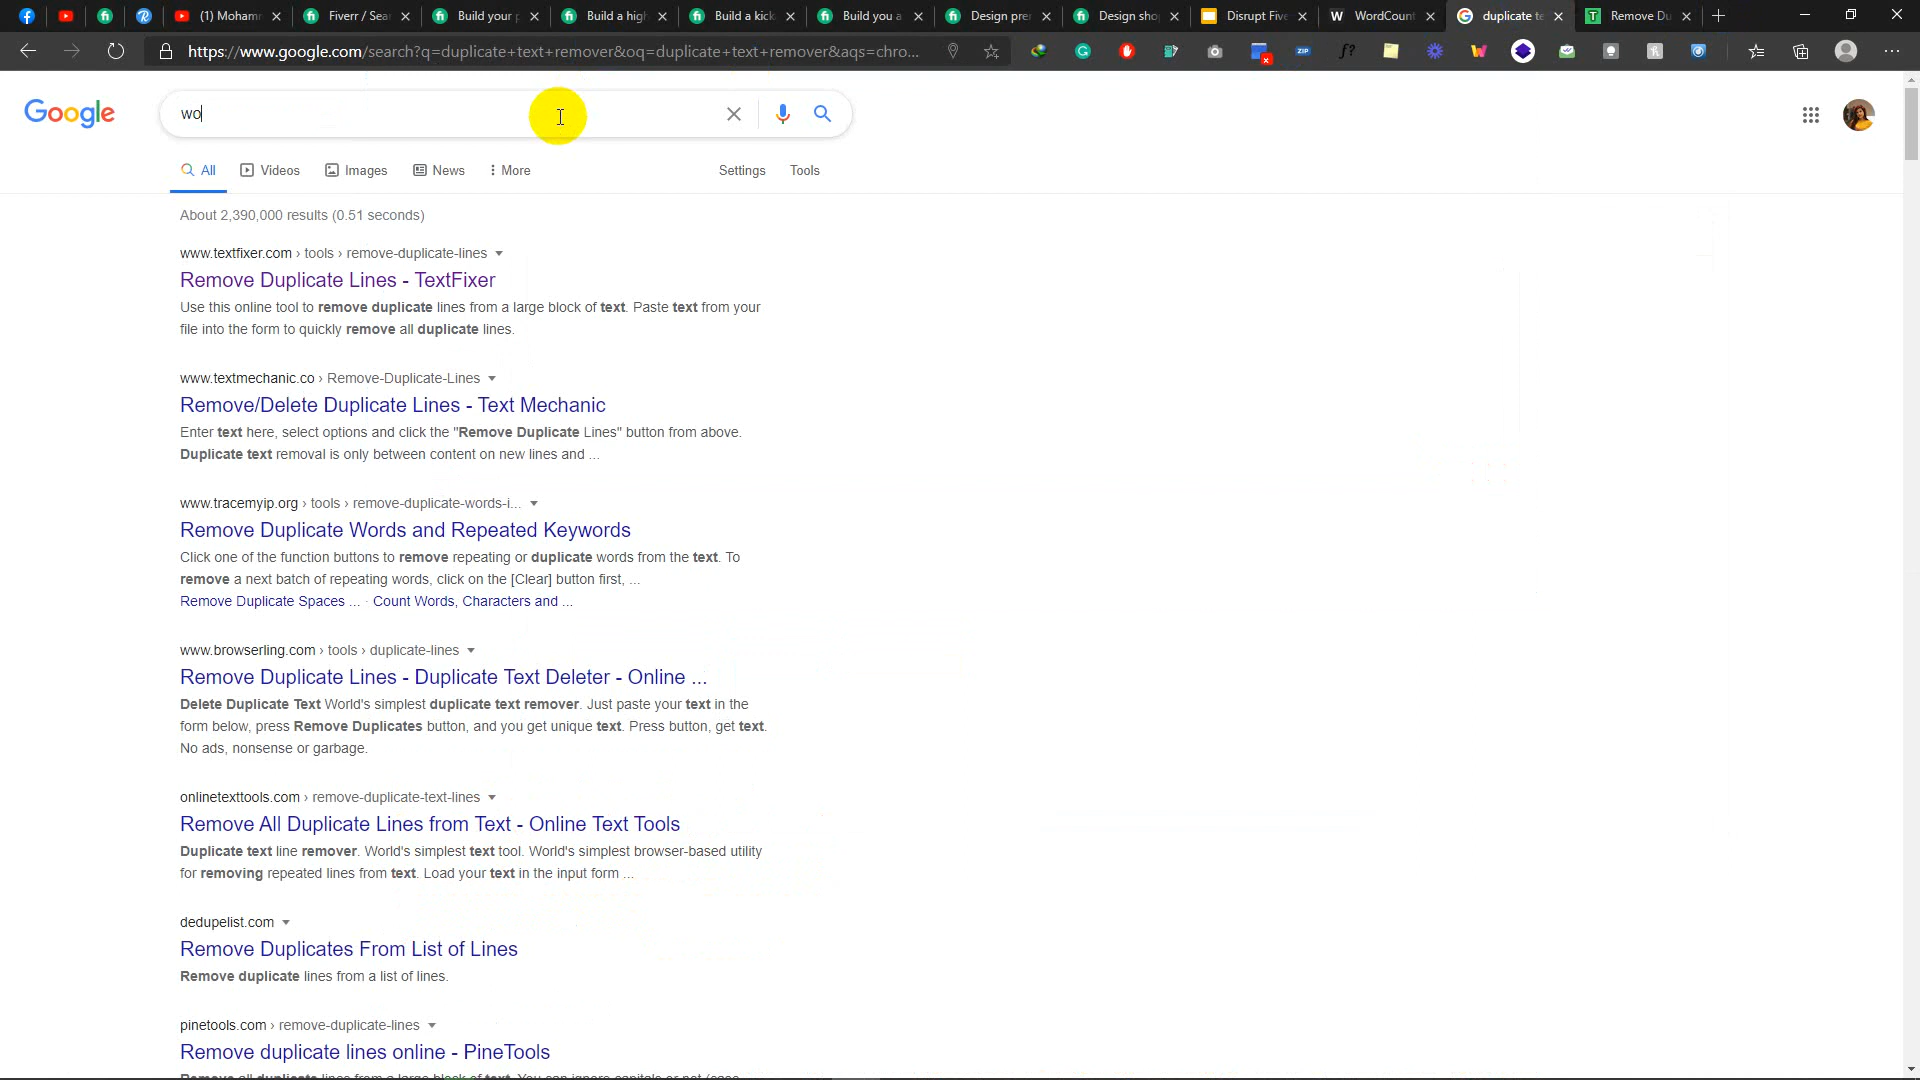 (1) Mohamm
Fiverr / Sea
Build your p
Build a high
Build a kick
Build you a
Design prem
Design sho
Disrupt Five
WordCount
duplicate te
Remove Du
https://www.google.com/search?q=duplicate+text+remover&oq=duplicate+text+remover&aqs=chro...
Google
wo
All
Videos
Images
News
More
Settings
Tools
About 2,390,000 results (0.51 seconds)
www.textfixer.com › tools › remove-duplicate-lines
Remove Duplicate Lines - TextFixer
Use this online tool to remove duplicate lines from a large block of text. Paste text from your
file into the form to quickly remove all duplicate lines.
www.textmechanic.co › Remove-Duplicate-Lines
Remove/Delete Duplicate Lines - Text Mechanic
Enter text here, select options and click the "Remove Duplicate Lines" button from above.
Duplicate text removal is only between content on new lines and ...
www.tracemyip.org › tools › remove-duplicate-words-i...
Remove Duplicate Words and Repeated Keywords
Click one of the function buttons to remove repeating or duplicate words from the text. To
remove a next batch of repeating words, click on the [Clear] button first, ...
Remove Duplicate Spaces ... · Count Words, Characters and ...
www.browserling.com › tools › duplicate-lines
Remove Duplicate Lines - Duplicate Text Deleter - Online ...
Delete Duplicate Text World's simplest duplicate text remover. Just paste your text in the
form below, press Remove Duplicates button, and you get unique text. Press button, get text.
No ads, nonsense or garbage.
onlinetexttools.com › remove-duplicate-text-lines
Remove All Duplicate Lines from Text - Online Text Tools
Duplicate text line remover. World's simplest text tool. World's simplest browser-based utility
for removing repeated lines from text. Load your text in the input form ...
dedupelist.com
Remove Duplicates From List of Lines
Remove duplicate lines from a list of lines.
pinetools.com › remove-duplicate-lines
Remove duplicate lines online - PineTools